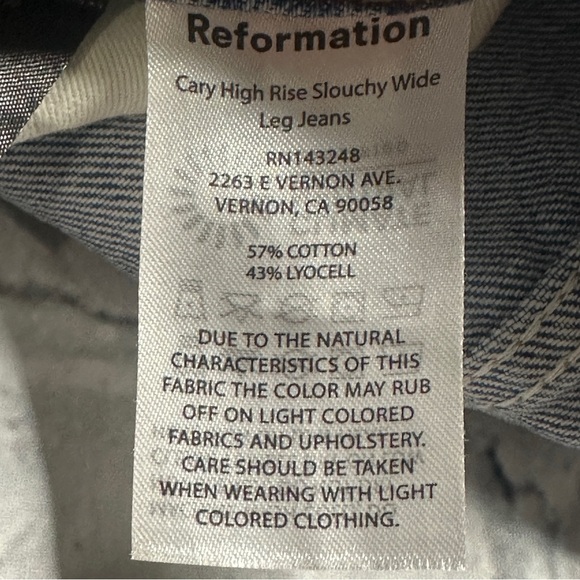 Reformation
Cary High Rise Slouchy Wide
Leg Jeans
RN143248
2263 E VERNON AVE.
VERNON, CA 90058
57% COTTON
43% LYOCELL
DUE TO THE NATURAL
CHARACTERISTICS OF THIS
FABRIC THE COLOR MAY RUB
OFF ON LIGHT COLORED
FABRICS AND UPHOLSTERY.
CARE SHOULD BE TAKEN
WHEN WEARING WITH LIGHT
COLORED CLOTHING.